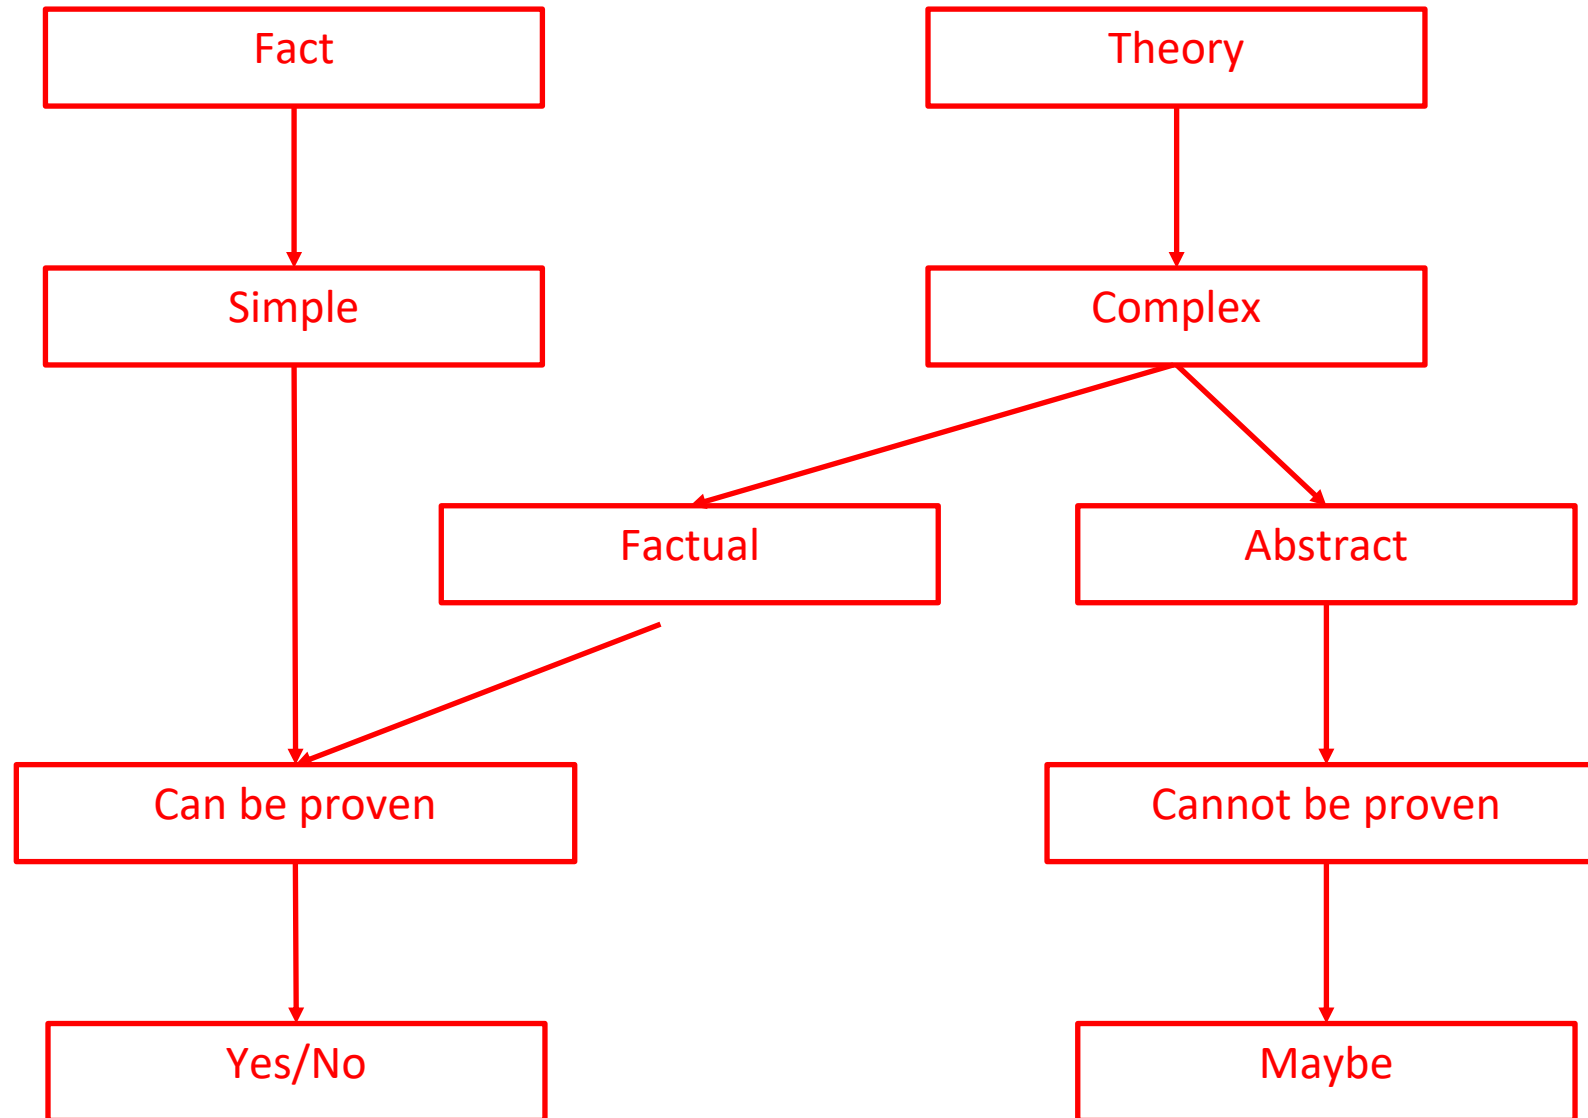 Fact
Theory
Simple
Complex
Factual
Abstract
Can be proven
Cannot be proven
Yes/No
Maybe